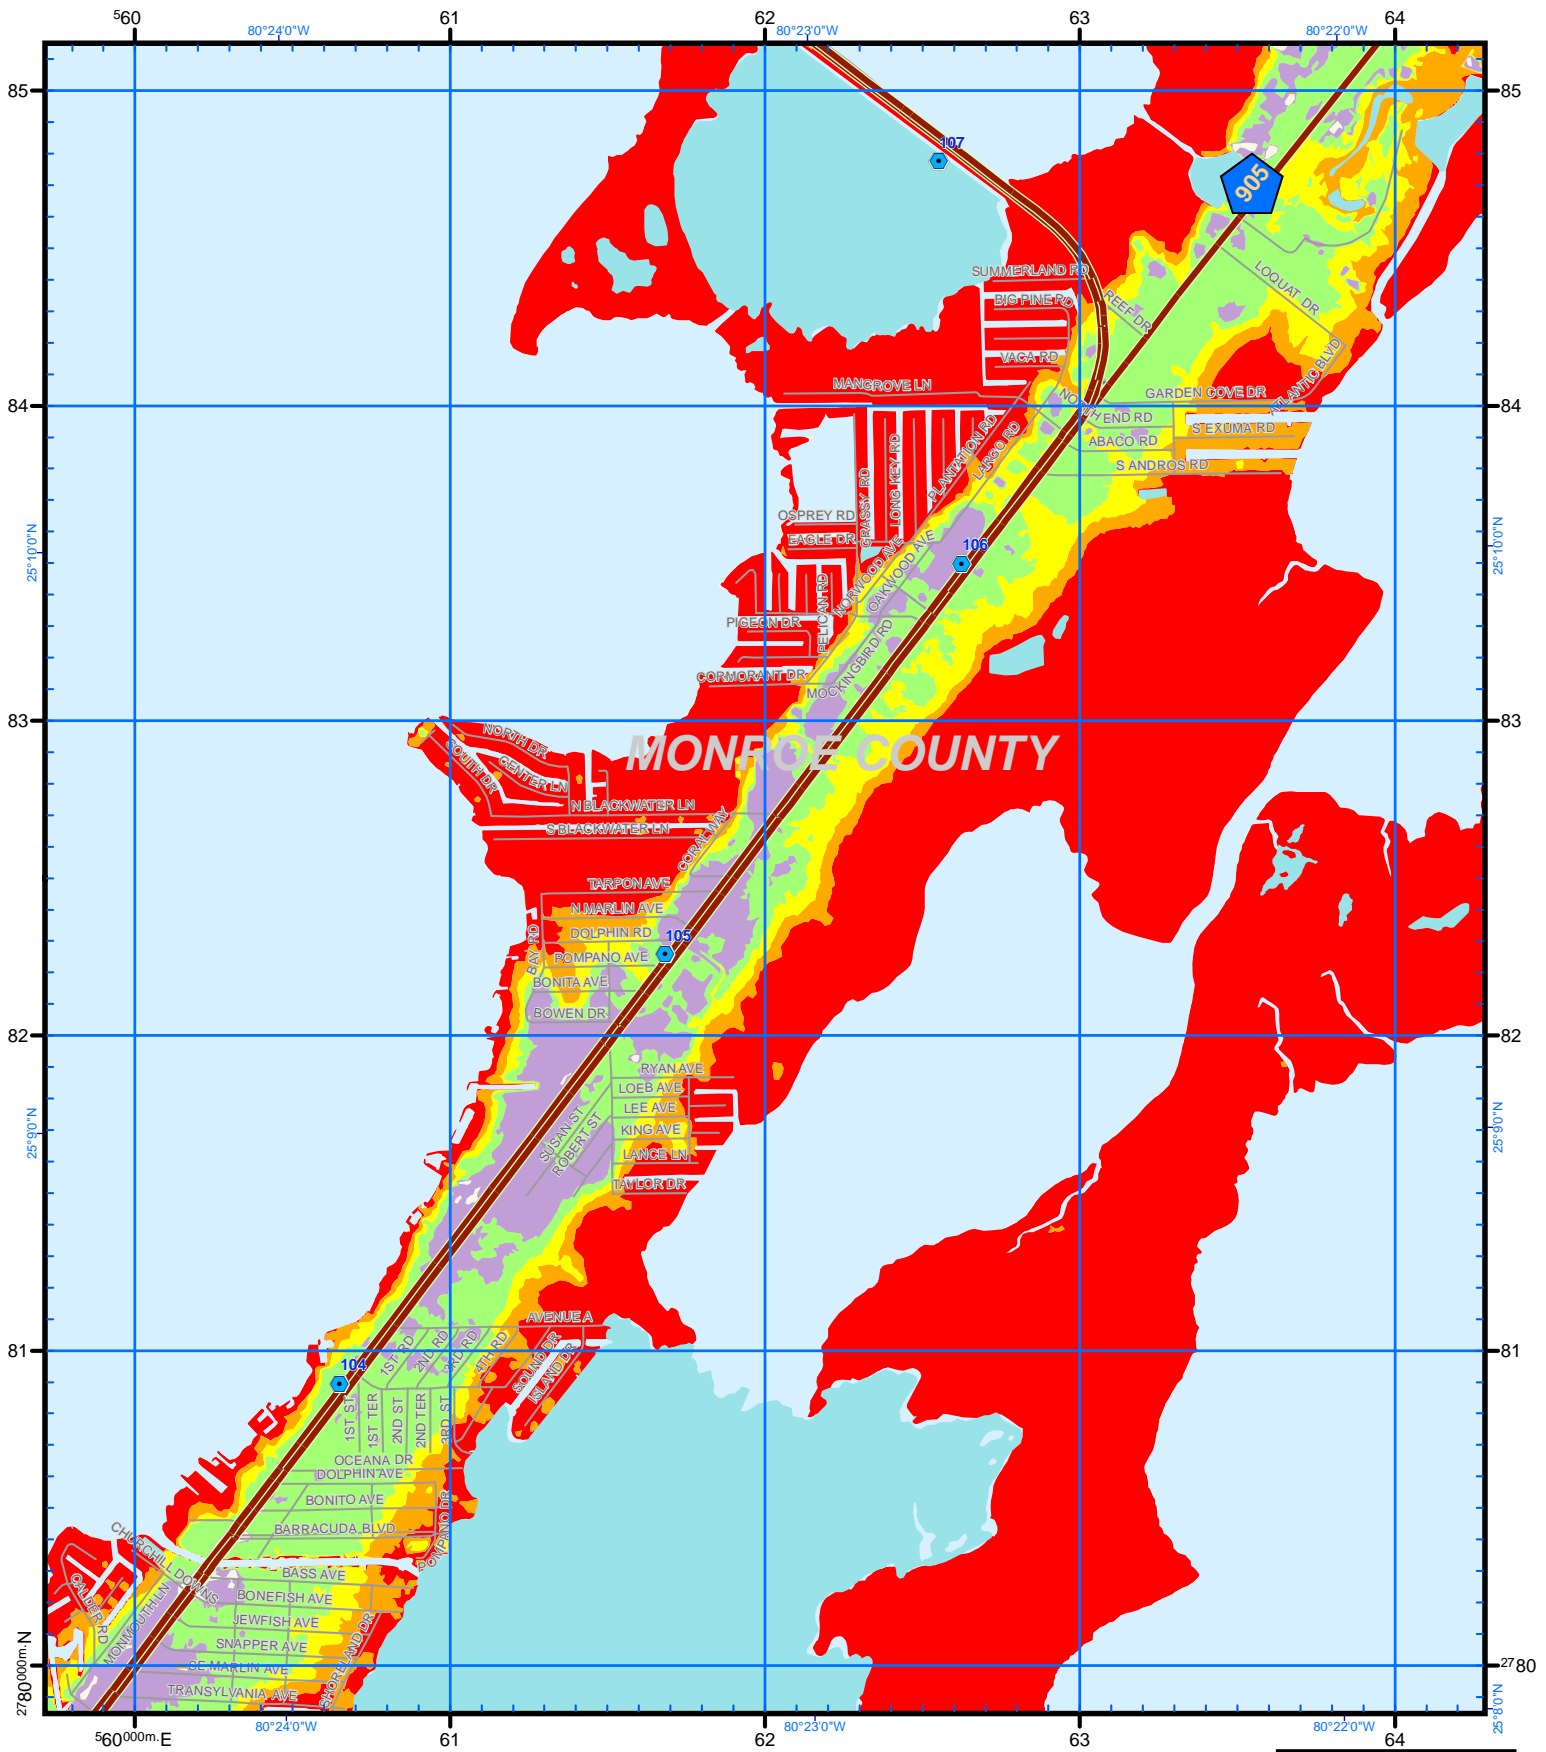 560 61 62 63 64
80°24'0"W 80°23'0"W 80°22'0"W
85 85
107
905
SUMMERLAND RD
BIG PINE RD
REEF DR
LOQUAT DR
VACA RD
ATLANTIC BLVD
MANGROVE LN
GARDEN COVE DR
84 84
NORTH END RD
S EXUMA RD
ABACO RD
S ANDROS RD
PLANTATION RD
LARGO RD
GRASSY RD
LONG KEY RD
OSPREY RD
EAGLE DR
106
25°10'0"N 25°10'0"N
NORWOOD AVE
OAKWOOD AVE
PELICAN RD
PIGEON DR
MOCKINGBIRD RD
CORMORANT DR
83 83
NORTH DR
SOUTH DR
CENTER LN
MONROE COUNTY
N BLACKWATER LN
S BLACKWATER LN
CORAL WAY
TARPON AVE
N MARLIN AVE
DOLPHIN RD
105
BAY RD
POMPANO AVE
BONITA AVE
BOWEN DR
82 82
RYAN AVE
LOEB AVE
LEE AVE
SUSAN ST
ROBERT ST
KING AVE
LANCE LN
TAYLOR DR
25°9'0"N 25°9'0"N
AVENUE A
81 81
104
1ST RD
2ND RD
3RD RD
4TH RD
SOUND DR
ISLAND DR
1ST ST
1ST TER
2ND ST
2ND TER
3RD ST
OCEANA DR
DOLPHIN AVE
BONITO AVE
BARRACUDA BLVD
POMPANO DR
CHURCHILL DOWNS
BASS AVE
CALDER RD
MONMOUTH LN
BONEFISH AVE
JEWFISH AVE
SNAPPER AVE
SE MARLIN AVE
SHORELAND DR
TRANSYLVANIA AVE
2780000m.N 2780
25°8'0"N
80°24'0"W 80°23'0"W 80°22'0"W
560000m.E 61 62 63 64